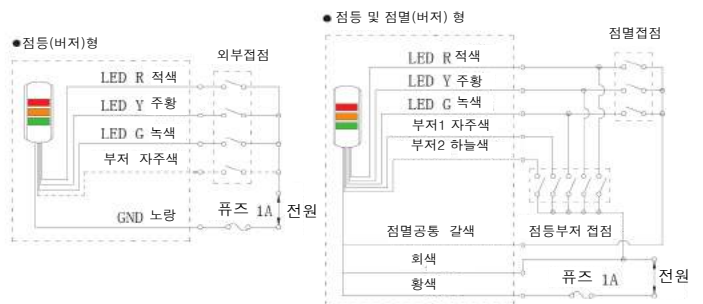 ●점등(버저)형
외부접점
LED R 적색
LED Y 주황
LED G 녹색
부저 자주색
GND 노랑
퓨즈 1A
전원
● 점등 및 점멸(버저) 형
점멸접점
LED R 적색
LED Y 주황
LED G 녹색
부저1 자주색
부저2 하늘색
점등부저 접점
점멸공통 갈색
회색
황색
퓨즈 1A
전원